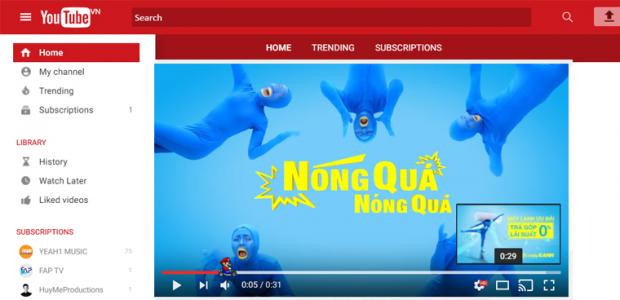 YouTube VN
Search
Home
My channel
Trending
Subscriptions 1
LIBRARY
History
Watch Later
Liked videos
SUBSCRIPTIONS
YEAH1 MUSIC 75
FAP TV
HuyMeProductions
HOME TRENDING SUBSCRIPTIONS
NÓNG QUÁ
NÓNG QUÁ
TRẢ GÓP
LÃI SUẤT 0%
0:29
0:05 / 0:31